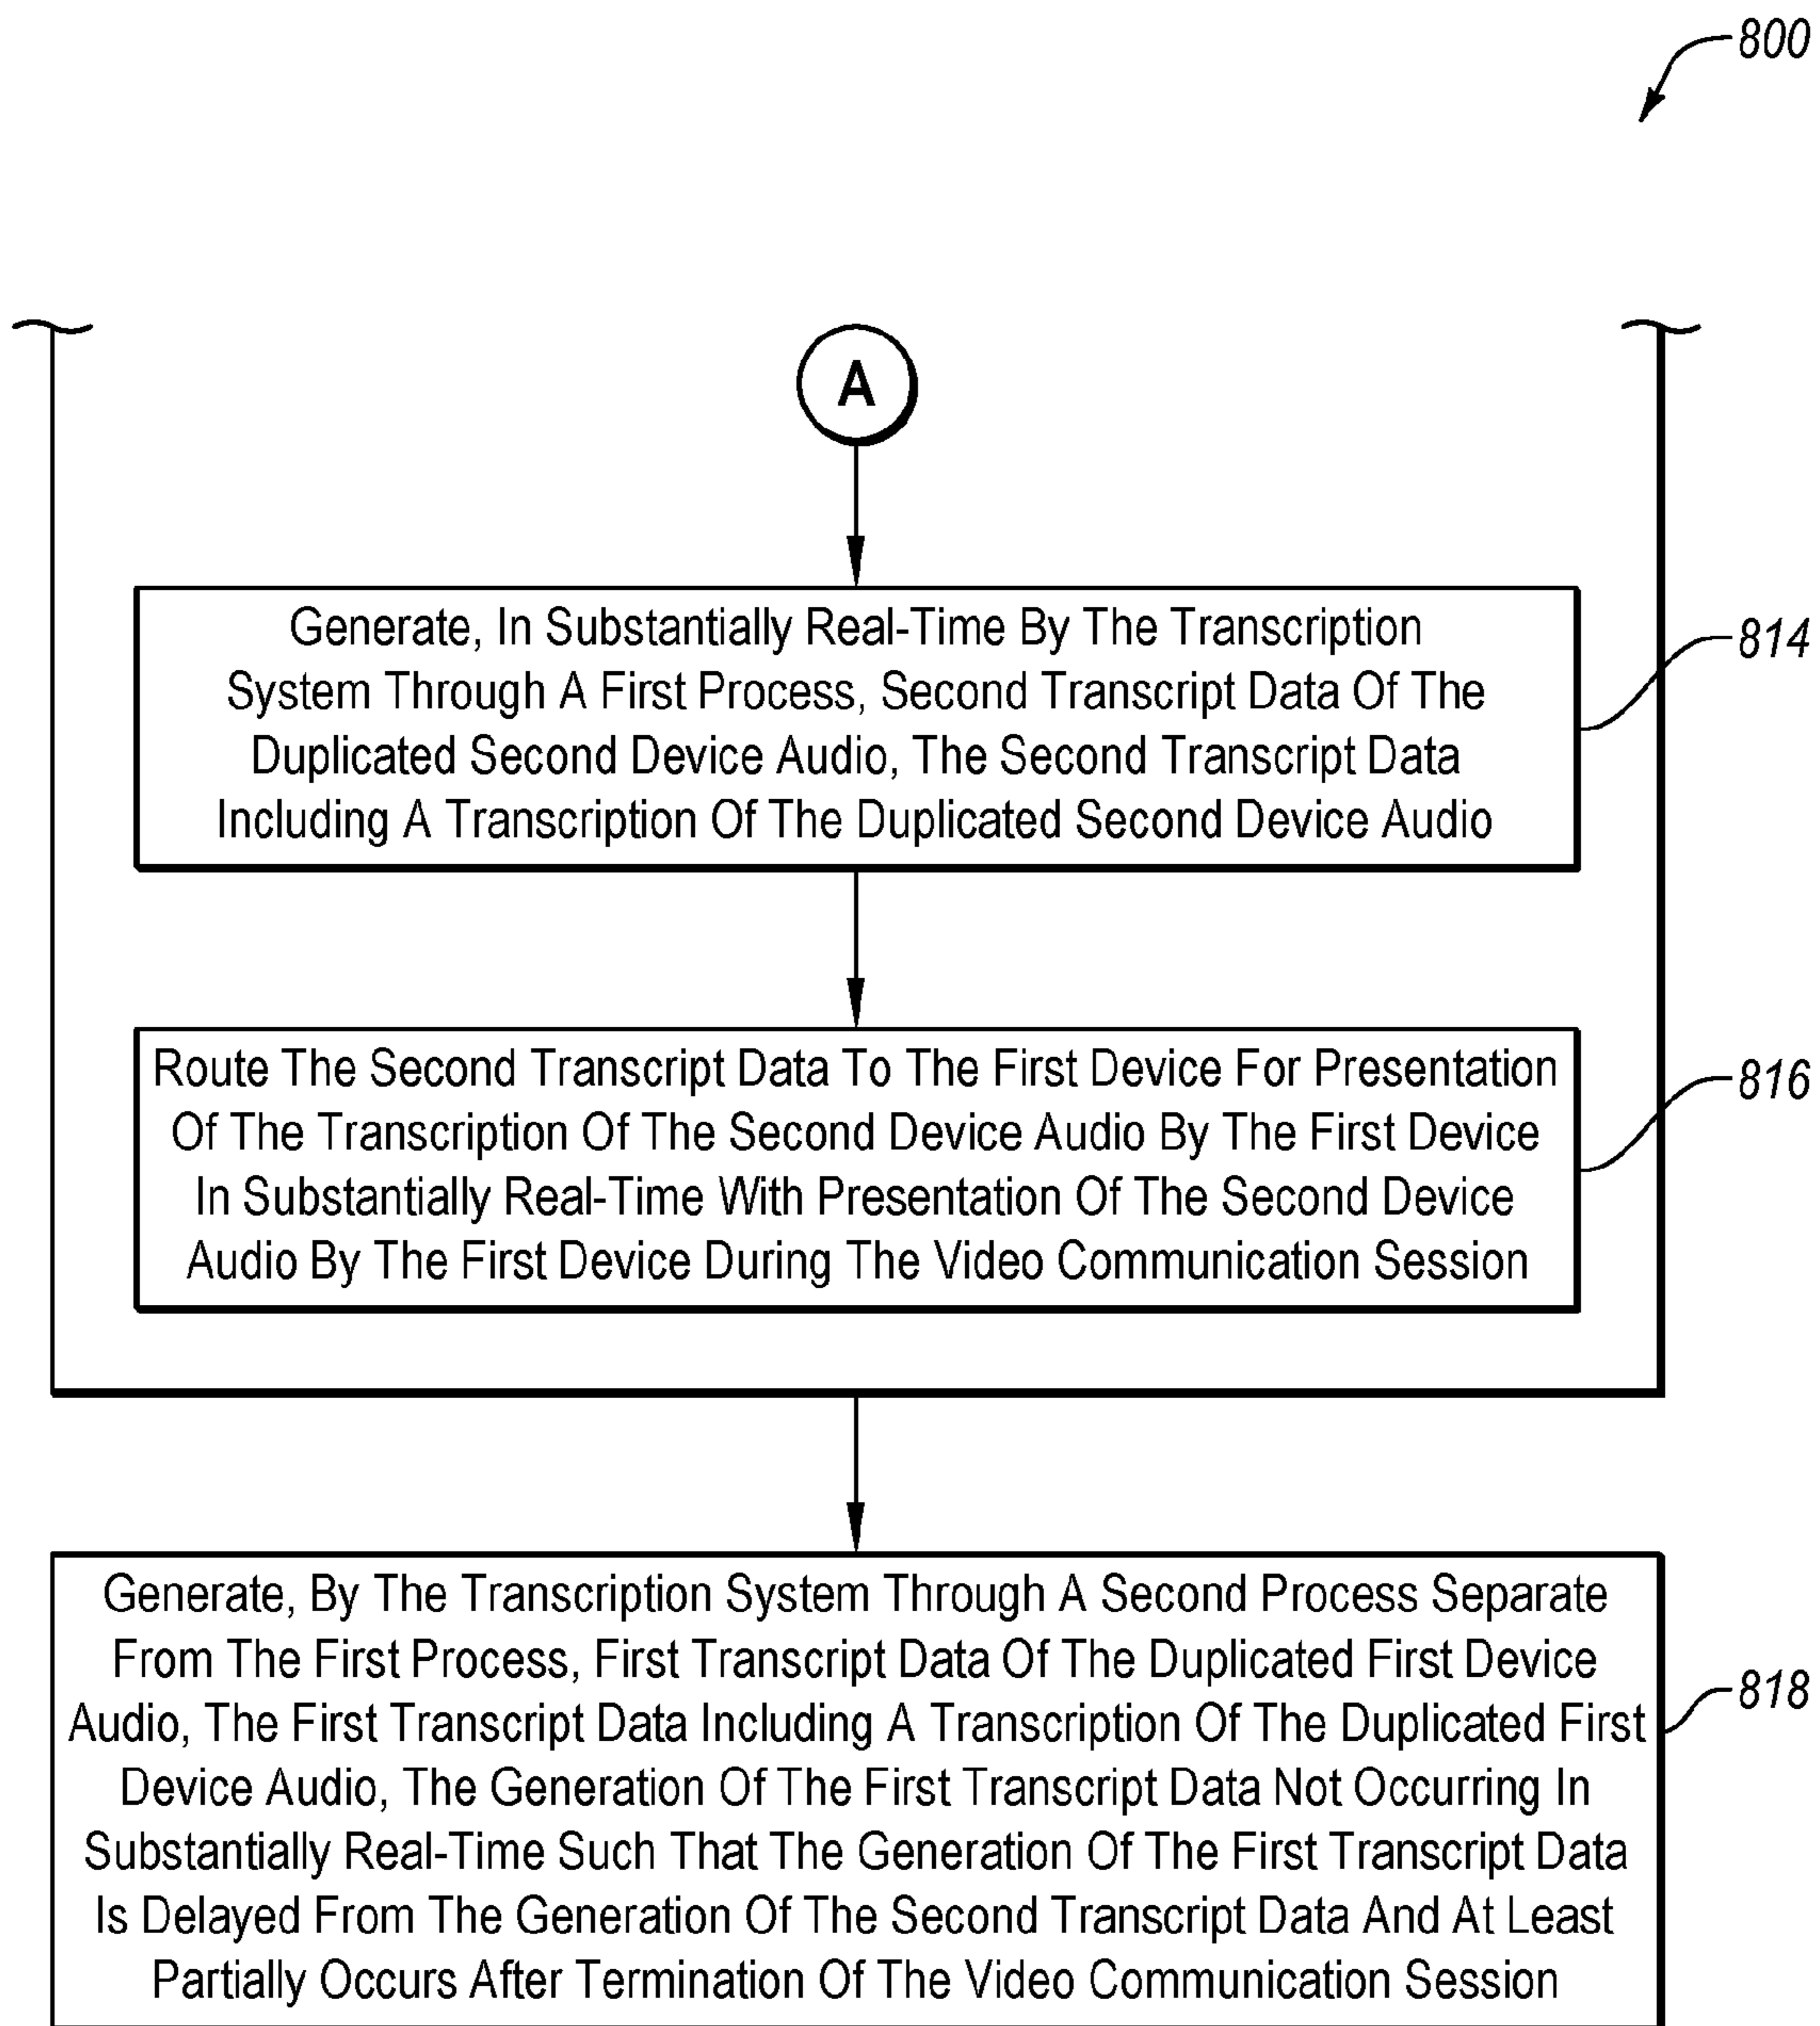 800
A
Generate, In Substantially Real-Time By The Transcription
System Through A First Process, Second Transcript Data Of The
Duplicated Second Device Audio, The Second Transcript Data
Including A Transcription Of The Duplicated Second Device Audio
814
Route The Second Transcript Data To The First Device For Presentation
Of The Transcription Of The Second Device Audio By The First Device
In Substantially Real-Time With Presentation Of The Second Device
Audio By The First Device During The Video Communication Session
816
Generate, By The Transcription System Through A Second Process Separate
From The First Process, First Transcript Data Of The Duplicated First Device
Audio, The First Transcript Data Including A Transcription Of The Duplicated First
Device Audio, The Generation Of The First Transcript Data Not Occurring In
Substantially Real-Time Such That The Generation Of The First Transcript Data
Is Delayed From The Generation Of The Second Transcript Data And At Least
Partially Occurs After Termination Of The Video Communication Session
818